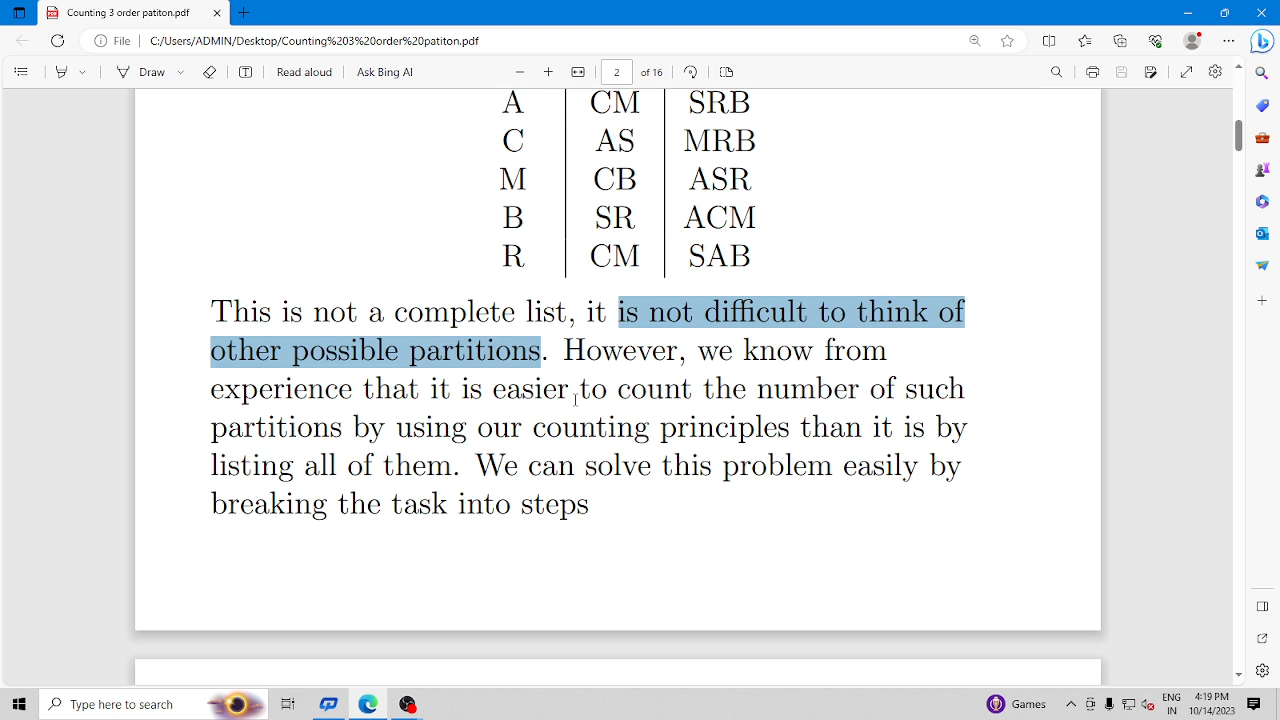 Counting 3 order patiton.pdf
File C:/Users/ADMIN/Desktop/Counting%203%20order%20patiton.pdf
Draw Read aloud Ask Bing AI 2 of 16
A CM SRB
C AS MRB
M CB ASR
B SR ACM
R CM SAB
This is not a complete list, it is not difficult to think of
other possible partitions. However, we know from
experience that it is easier to count the number of such
partitions by using our counting principles than it is by
listing all of them. We can solve this problem easily by
breaking the task into steps
Type here to search
Games
ENG
IN
4:19 PM
10/14/2023